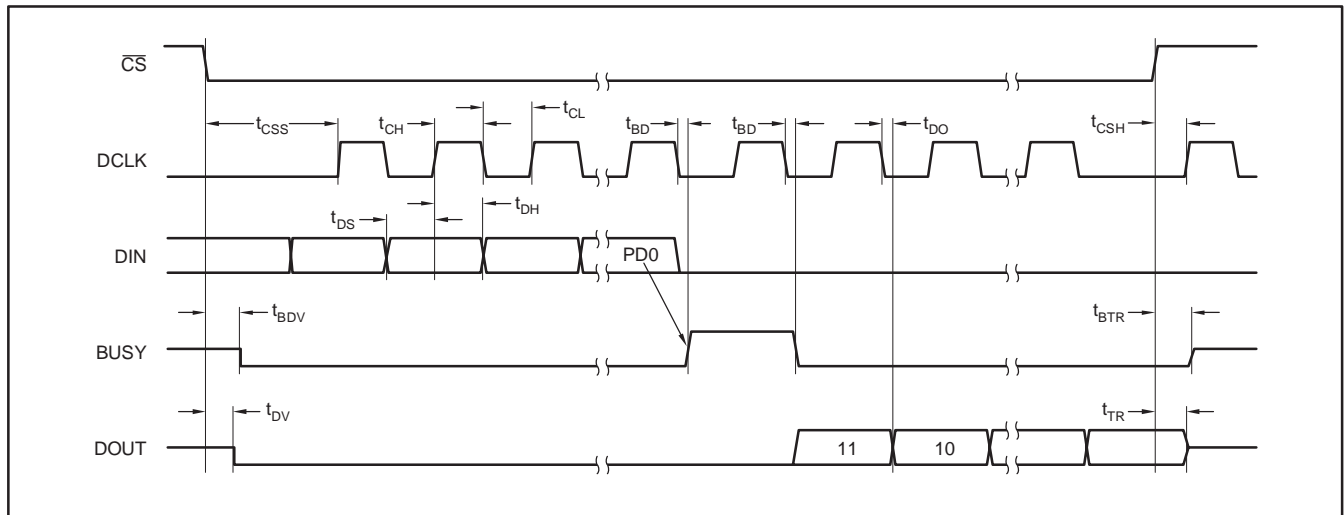 CS
tCSS
tCH
tCL
tBD
tBD
tDO
tCSH
DCLK
tDS
tDH
DIN
PD0
tBDV
tBTR
BUSY
tDV
tTR
DOUT
11
10